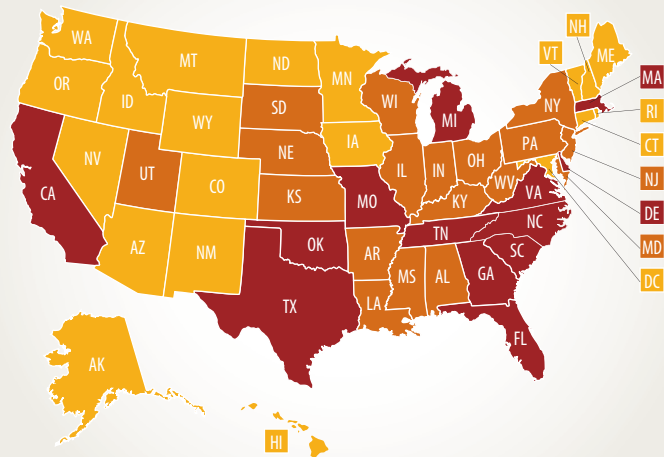 WA
MT
ND
MN
VT
NH
ME
OR
ID
WY
SD
WI
MI
NY
MA
RI
CT
NJ
DE
MD
DC
NV
UT
CO
NE
IA
IL
IN
OH
PA
CA
KS
MO
KY
WV
VA
AZ
NM
OK
AR
TN
NC
SC
TX
LA
MS
AL
GA
FL
AK
HI